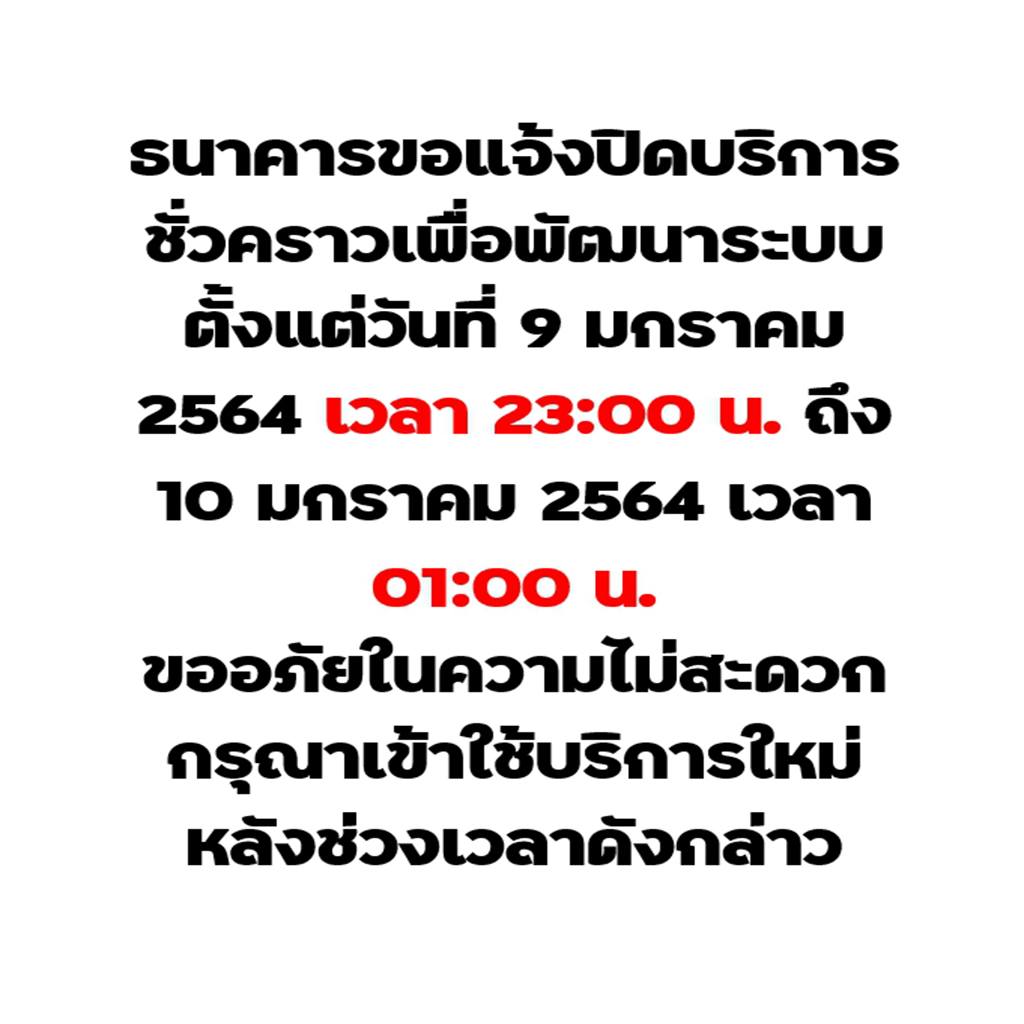 ธนาคารขอแจ้งปิดบริการ
ชั่วคราวเพื่อพัฒนาระบบ
ตั้งแต่วันที่ 9 มกราคม
2564 เวลา 23:00 น. ถึง
10 มกราคม 2564 เวลา
01:00 น.
ขออภัยในความไม่สะดวก
กรุณาเข้าใช้บริการใหม่
หลังช่วงเวลาดังกล่าว